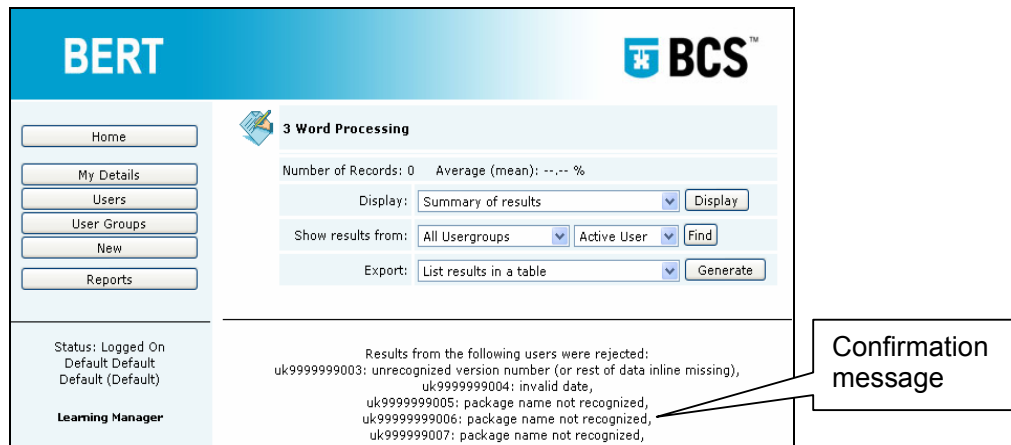 BERT
BCS™
Home
My Details
Users
User Groups
New
Reports
Status: Logged On
Default Default
Default (Default)
Learning Manager
3 Word Processing
Number of Records: 0 Average (mean): --.-- %
Display: Summary of results Display
Show results from: All Usergroups Active User Find
Export: List results in a table Generate
Results from the following users were rejected:
uk9999999003: unrecognized version number (or rest of data inline missing),
uk9999999004: invalid date,
uk9999999005: package name not recognized,
uk99999999006: package name not recognized,
uk999999007: package name not recognized,
Confirmation
message